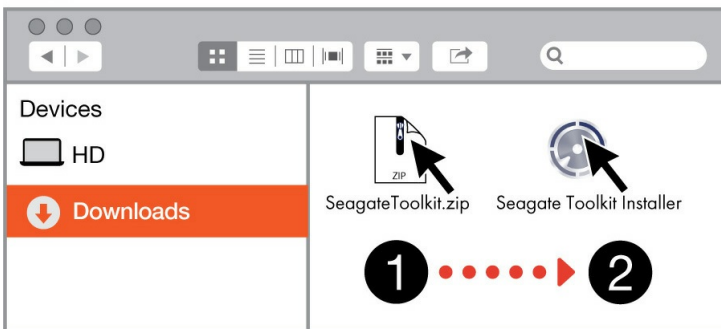 Devices
HD
Downloads
ZIP
SeagateToolkit.zip
Seagate Toolkit Installer
1
2